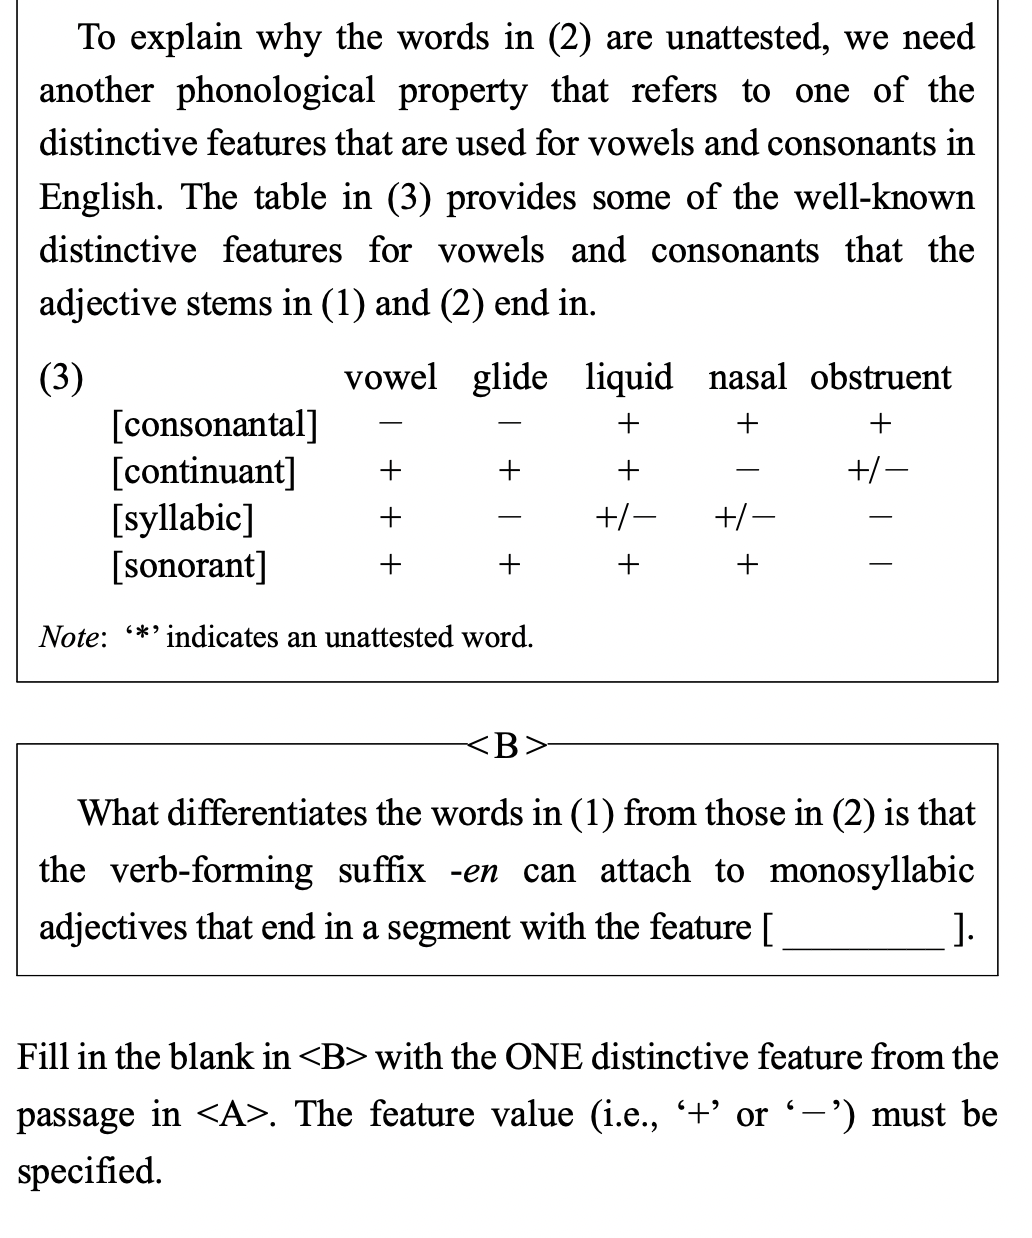 To explain why the words in (2) are unattested, we need
another phonological property that refers to one of the
distinctive features that are used for vowels and consonants in
English. The table in (3) provides some of the well-known
distinctive features for vowels and consonants that the
adjective stems in (1) and (2) end in.
(3) vowel glide liquid nasal obstruent
[consonantal] − − + + +
[continuant] + + + − +/−
[syllabic] + − +/− +/− −
[sonorant] + + + + −
Note: ‘*’ indicates an unattested word.
<B>
What differentiates the words in (1) from those in (2) is that
the verb-forming suffix -en can attach to monosyllabic
adjectives that end in a segment with the feature [ ________ ].
Fill in the blank in <B> with the ONE distinctive feature from the
passage in <A>. The feature value (i.e., ‘+’ or ‘−’) must be
specified.